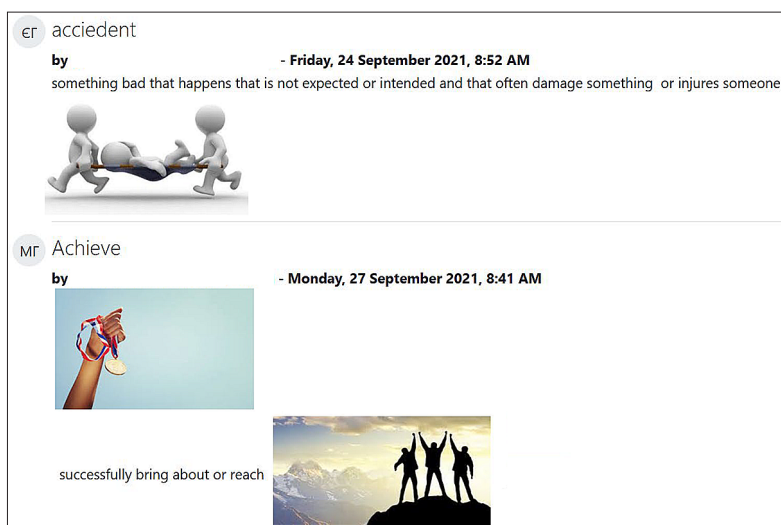 єг acciedent
by - Friday, 24 September 2021, 8:52 AM
something bad that happens that is not expected or intended and that often damage something or injures someone
мг Achieve
by - Monday, 27 September 2021, 8:41 AM
successfully bring about or reach